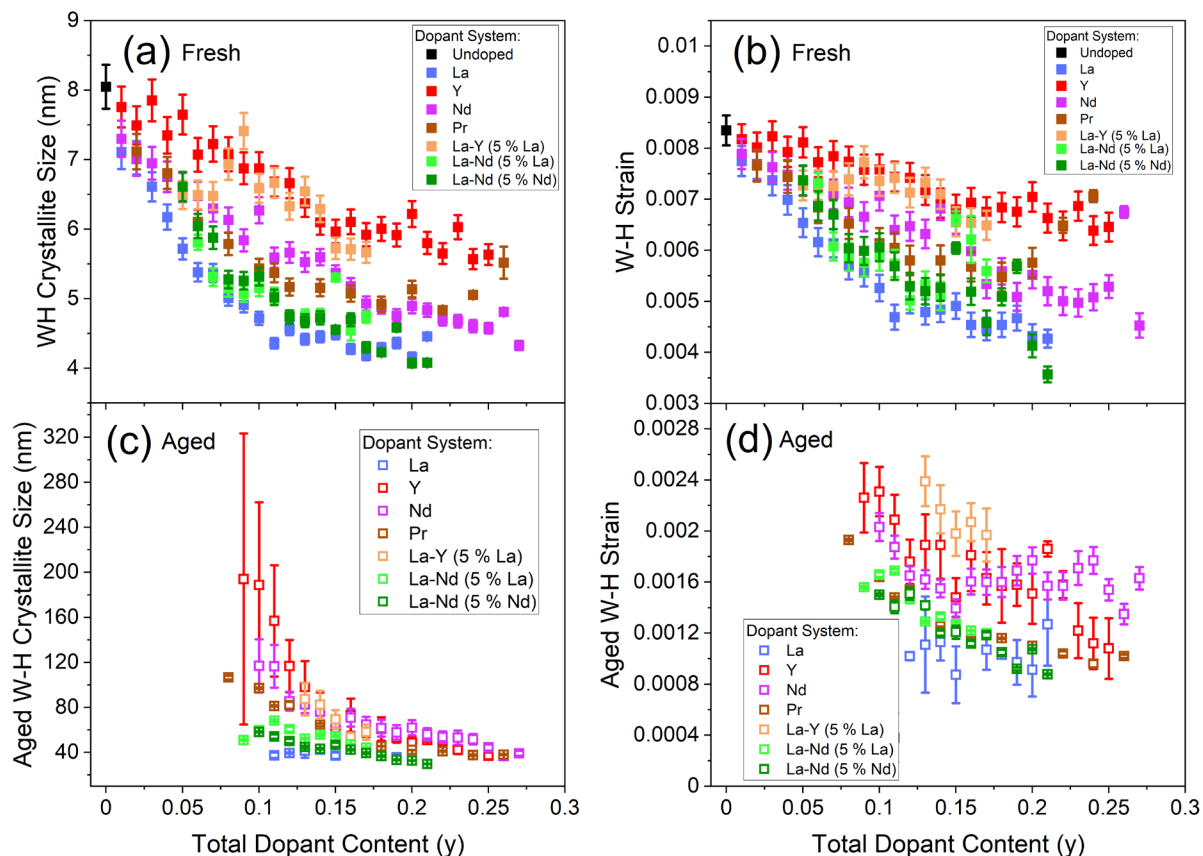 (a) Fresh
Dopant System:
Undoped
La
Y
Nd
Pr
La-Y (5 % La)
La-Nd (5 % La)
La-Nd (5 % Nd)
WH Crystallite Size (nm)
8
7
6
5
4
(b) Fresh
Dopant System:
Undoped
La
Y
Nd
Pr
La-Y (5 % La)
La-Nd (5 % La)
La-Nd (5 % Nd)
W-H Strain
0.01
0.009
0.008
0.007
0.006
0.005
0.004
0.003
(c) Aged
Dopant System:
La
Y
Nd
Pr
La-Y (5 % La)
La-Nd (5 % La)
La-Nd (5 % Nd)
Aged W-H Crystallite Size (nm)
320
280
240
200
160
120
80
40
0 0.05 0.1 0.15 0.2 0.25 0.3
Total Dopant Content (y)
(d) Aged
Dopant System:
La
Y
Nd
Pr
La-Y (5 % La)
La-Nd (5 % La)
La-Nd (5 % Nd)
Aged W-H Strain
0.0028
0.0024
0.002
0.0016
0.0012
0.0008
0.0004
0
0 0.05 0.1 0.15 0.2 0.25 0.3
Total Dopant Content (y)